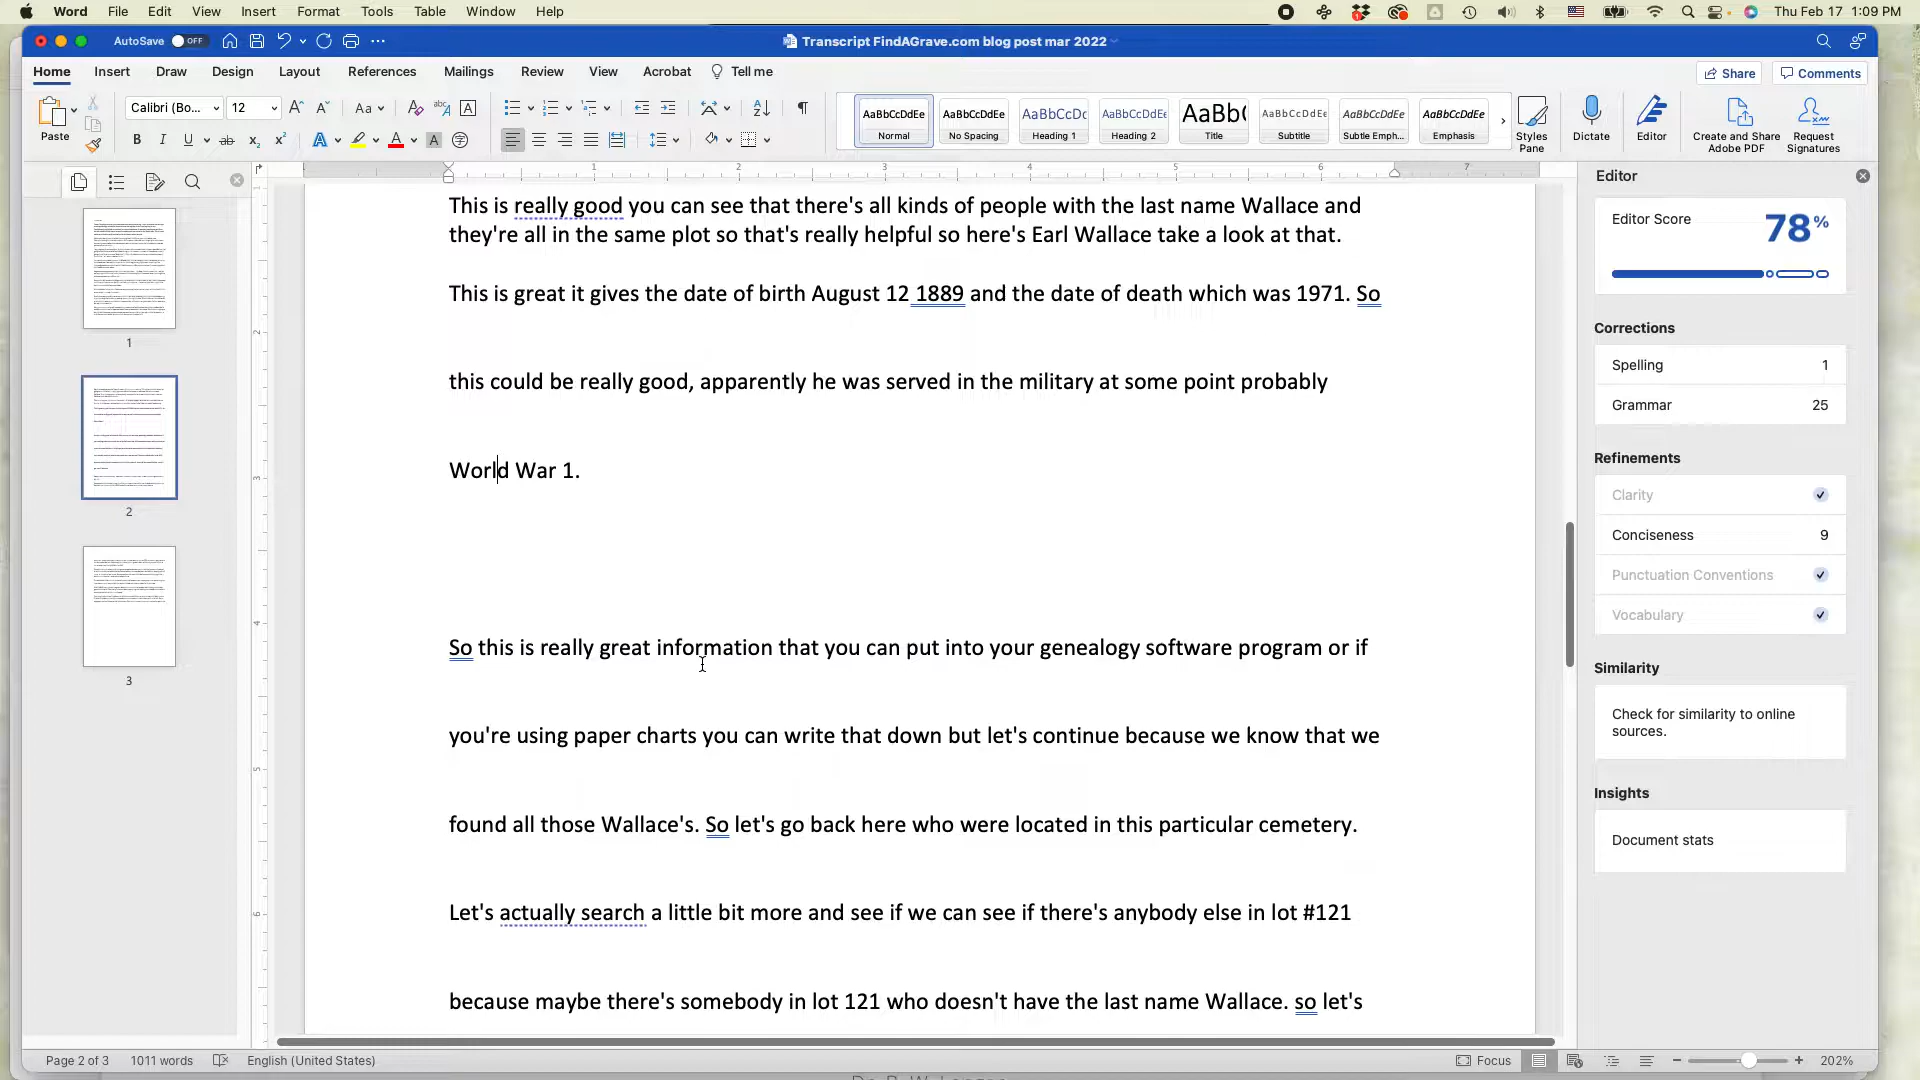 Word File Edit View Insert Format Tools Table Window Help Thu Feb 17 1:09 PM
AutoSave OFF Transcript FindAGrave.com blog post mar 2022
Home Insert Draw Design Layout References Mailings Review View Acrobat Tell me Share Comments
Paste Calibri (Bo... 12
AaBbCcDdEe AaBbCcDdEe AaBbCcDc AaBbCcDdE AaBb( AaBbCcDdEe AaBbCcDdEe AaBbCcDdEe
Normal No Spacing Heading 1 Heading 2 Title Subtitle Subtle Emph... Emphasis
Styles Pane Dictate Editor Create and Share Adobe PDF Request Signatures
1 2 3 4 5 6 7
This is really good you can see that there's all kinds of people with the last name Wallace and
they're all in the same plot so that's really helpful so here's Earl Wallace take a look at that.
This is great it gives the date of birth August 12 1889 and the date of death which was 1971. So
this could be really good, apparently he was served in the military at some point probably
World War 1.
So this is really great information that you can put into your genealogy software program or if
you're using paper charts you can write that down but let's continue because we know that we
found all those Wallace's. So let's go back here who were located in this particular cemetery.
Let's actually search a little bit more and see if we can see if there's anybody else in lot #121
because maybe there's somebody in lot 121 who doesn't have the last name Wallace. so let's
1
2
3
Editor
Editor Score 78%
Corrections
Spelling 1
Grammar 25
Refinements
Clarity
Conciseness 9
Punctuation Conventions
Vocabulary
Similarity
Check for similarity to online
sources.
Insights
Document stats
Page 2 of 3 1011 words English (United States) Focus 202%